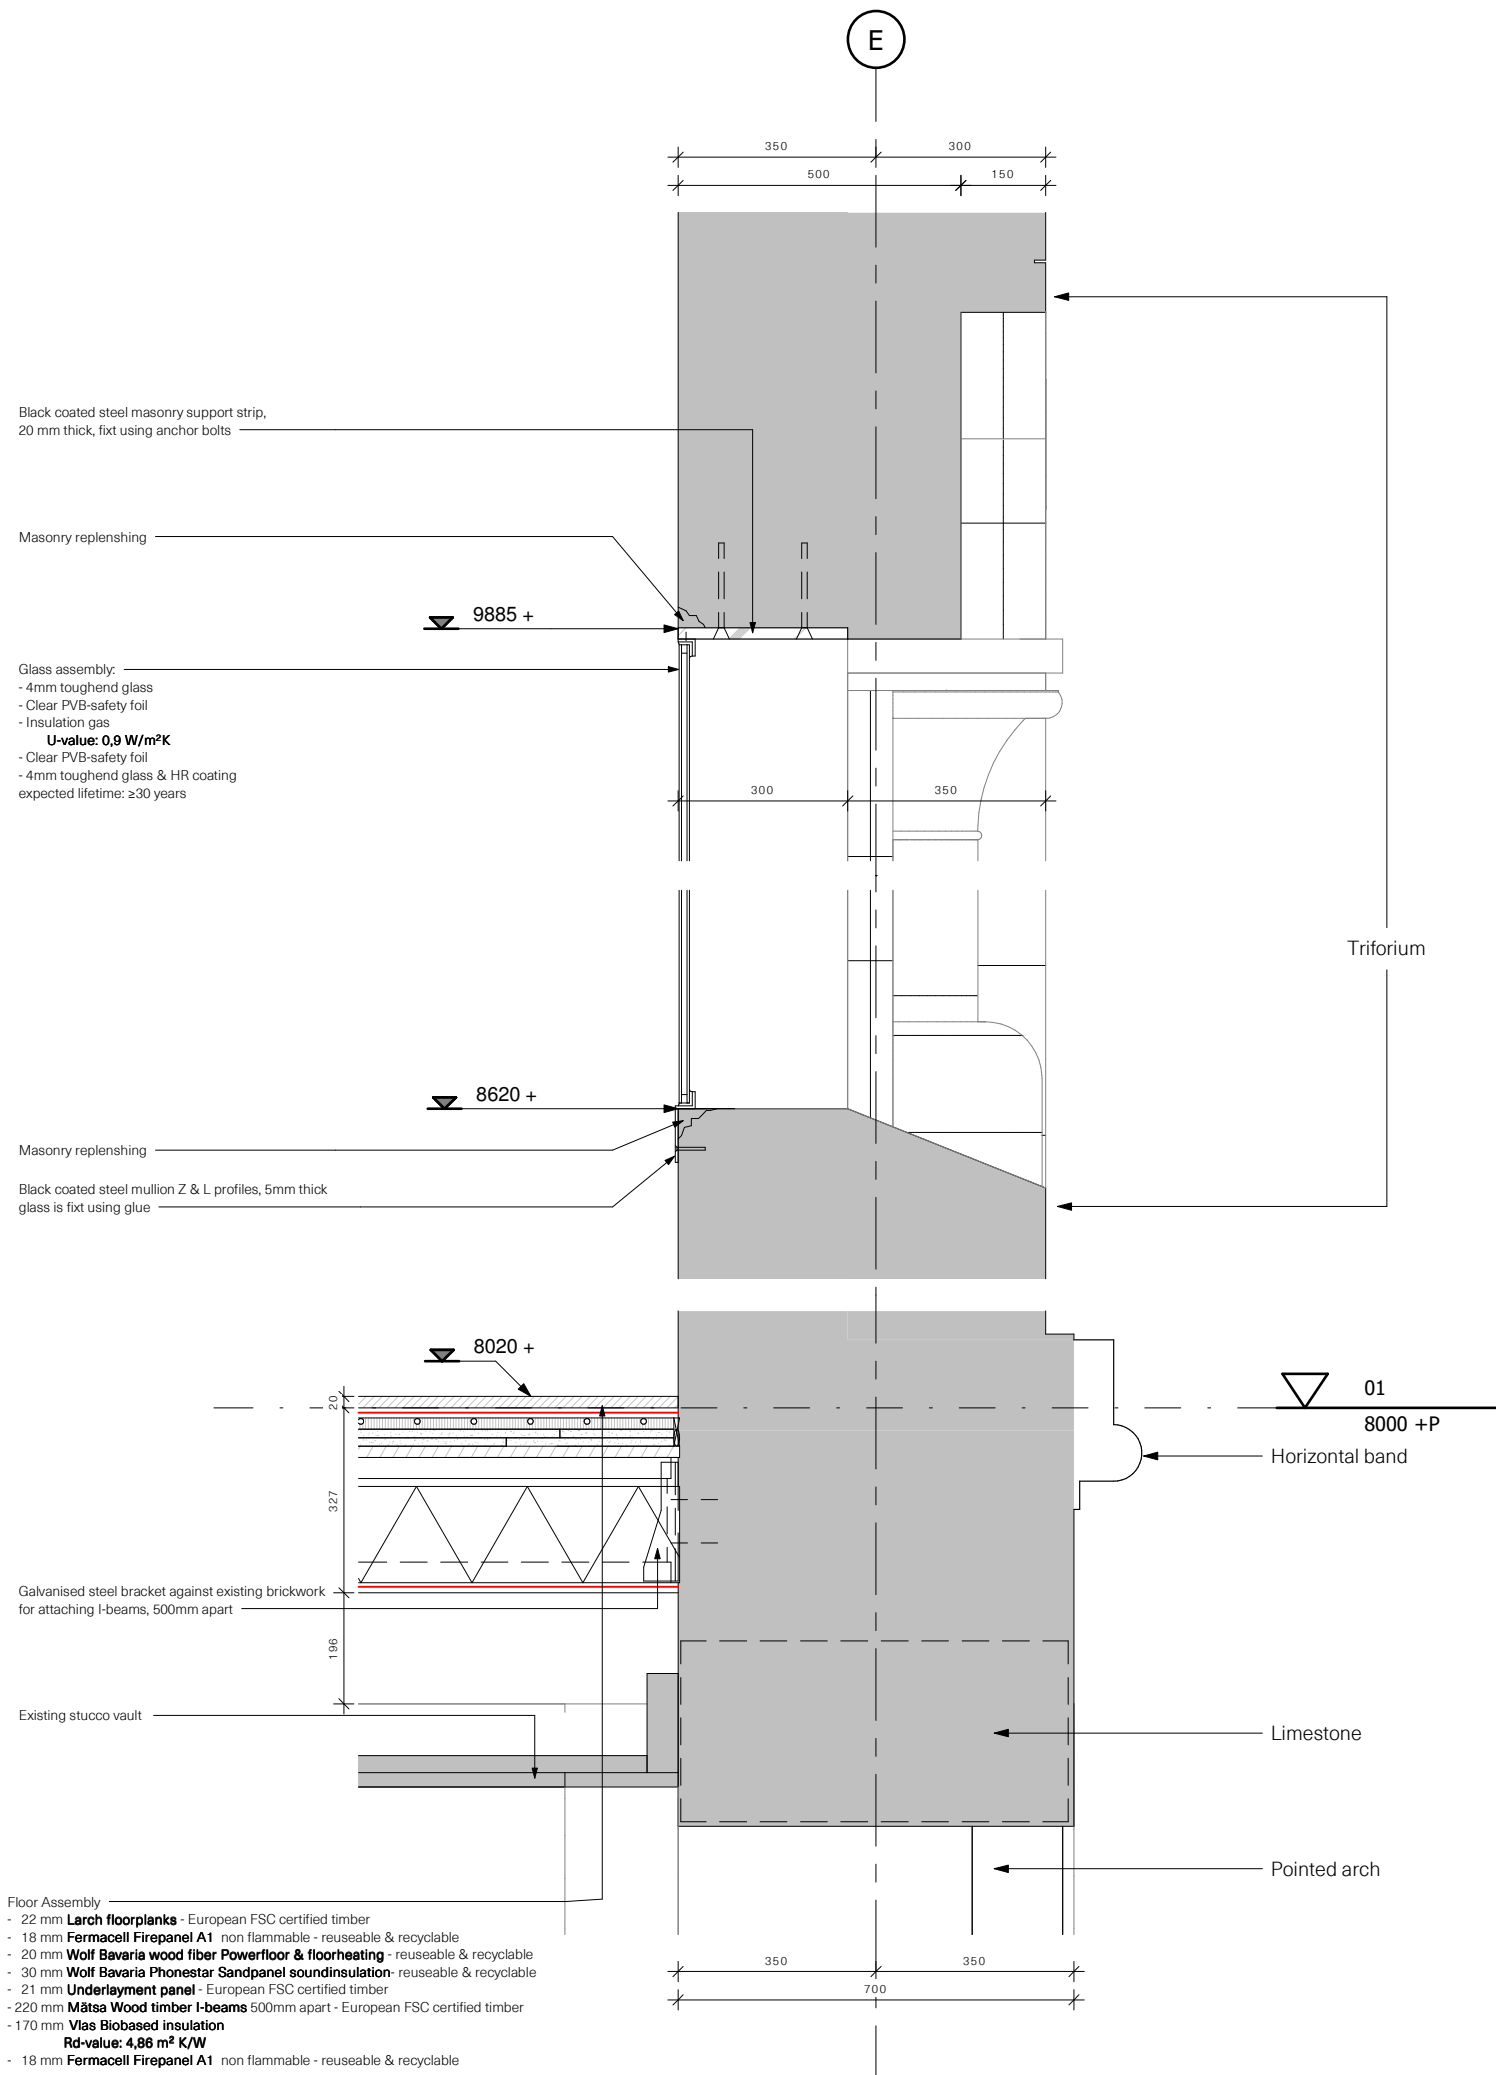 E
350
300
500
150
Black coated steel masonry support strip,
20 mm thick, fixt using anchor bolts
Masonry replenshing
9885 +
Glass assembly:
- 4mm toughend glass
- Clear PVB-safety foil
- Insulation gas
U-value: 0,9 W/m²K
- Clear PVB-safety foil
- 4mm toughend glass & HR coating
expected lifetime: ≥30 years
300
350
Triforium
8620 +
Masonry replenshing
Black coated steel mullion Z & L profiles, 5mm thick
glass is fixt using glue
8020 +
20
01
8000 +P
Horizontal band
327
Galvanised steel bracket against existing brickwork
for attaching I-beams, 500mm apart
196
Existing stucco vault
Limestone
Pointed arch
Floor Assembly
- 22 mm Larch floorplanks - European FSC certified timber
- 18 mm Fermacell Firepanel A1 non flammable - reuseable & recyclable
- 20 mm Wolf Bavaria wood fiber Powerfloor & floorheating - reuseable & recyclable
- 30 mm Wolf Bavaria Phonestar Sandpanel soundinsulation- reuseable & recyclable
- 21 mm Underlayment panel - European FSC certified timber
- 220 mm Mätsa Wood timber I-beams 500mm apart - European FSC certified timber
- 170 mm Vlas Biobased insulation
Rd-value: 4,86 m² K/W
- 18 mm Fermacell Firepanel A1 non flammable - reuseable & recyclable
350
350
700